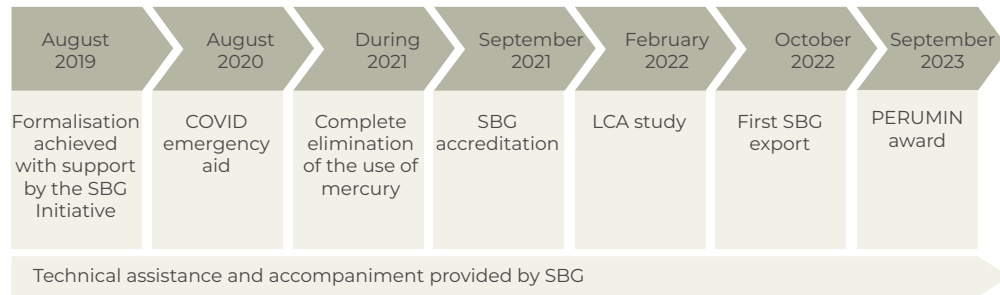 August
2019
August
2020
During
2021
September
2021
February
2022
October
2022
September
2023
Formalisation
achieved
with support
by the SBG
Initiative
COVID
emergency
aid
Complete
elimination
of the use of
mercury
SBG
accreditation
LCA study
First SBG
export
PERUMIN
award
Technical assistance and accompaniment provided by SBG